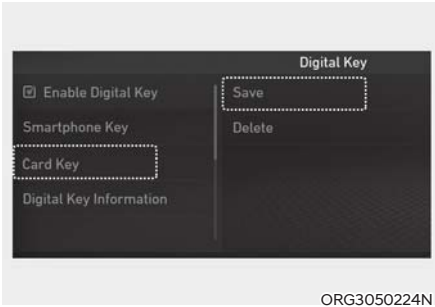 Digital Key
Enable Digital Key
Smartphone Key
Card Key
Digital Key Information
Save
Delete
ORG3050224N